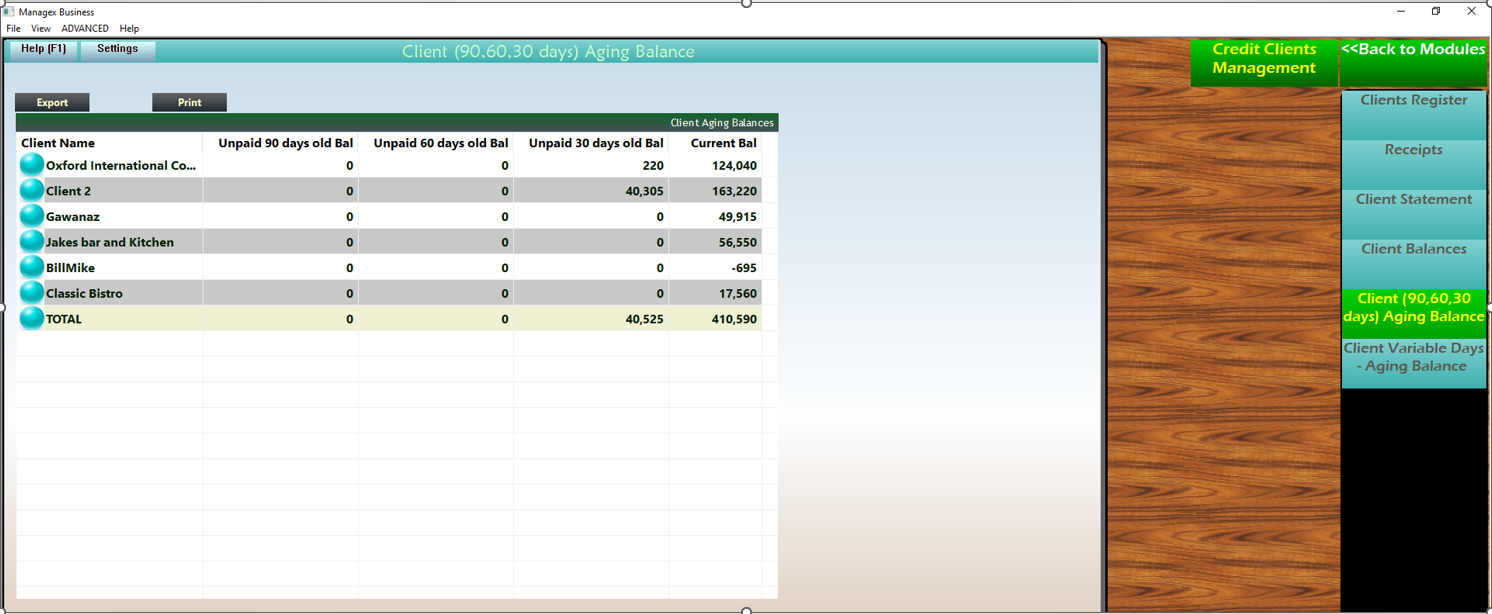 Managex Business
File View ADVANCED Help
Help (F1) Settings
Client (90,60,30 days) Aging Balance
Credit Clients
Management
<<Back to Modules
Export Print
Client Aging Balances
Client Name Unpaid 90 days old Bal Unpaid 60 days old Bal Unpaid 30 days old Bal Current Bal
Oxford International Co... 0 0 220 124,040
Client 2 0 0 40,305 163,220
Gawanaz 0 0 0 49,915
Jakes bar and Kitchen 0 0 0 56,550
BillMike 0 0 0 -695
Classic Bistro 0 0 0 17,560
TOTAL 0 0 40,525 410,590
Clients Register
Receipts
Client Statement
Client Balances
Client (90,60,30
days) Aging Balance
Client Variable Days
- Aging Balance